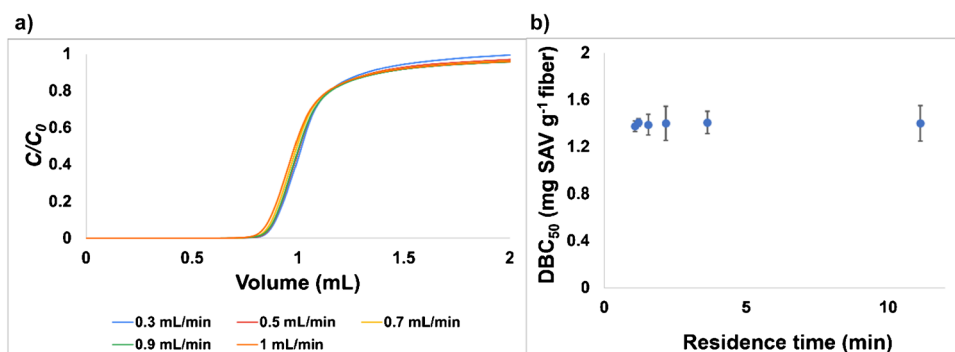 a)
1
0.8
0.6
0.4
0.2
0
C/C0
0 0.5 1 1.5 2
Volume (mL)
0.3 mL/min 0.5 mL/min 0.7 mL/min
0.9 mL/min 1 mL/min
b)
2
1.6
1.2
0.8
0.4
0
DBC50 (mg SAV g-1 fiber)
0 5 10
Residence time (min)